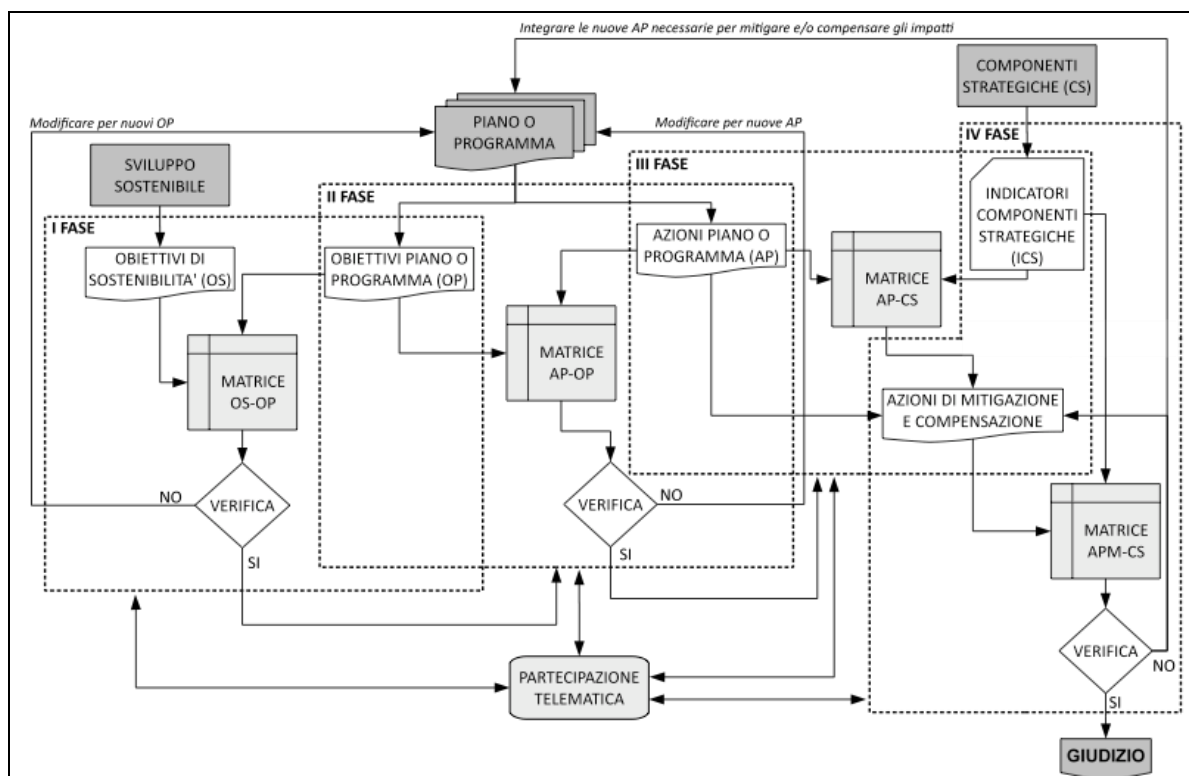 Integrare le nuove AP necessarie per mitigare e/o compensare gli impatti
COMPONENTI
STRATEGICHE (CS)
Modificare per nuovi OP
PIANO O
PROGRAMMA
Modificare per nuove AP
IV FASE
SVILUPPO
SOSTENIBILE
III FASE
II FASE
I FASE
INDICATORI
COMPONENTI
STRATEGICHE
(ICS)
OBIETTIVI DI
SOSTENIBILITA' (OS)
OBIETTIVI PIANO O
PROGRAMMA (OP)
AZIONI PIANO O
PROGRAMMA (AP)
MATRICE
AP-CS
MATRICE
OS-OP
MATRICE
AP-OP
AZIONI DI MITIGAZIONE
E COMPENSAZIONE
NO
VERIFICA
SI
VERIFICA
NO
SI
MATRICE
APM-CS
VERIFICA
NO
SI
PARTECIPAZIONE
TELEMATICA
GIUDIZIO